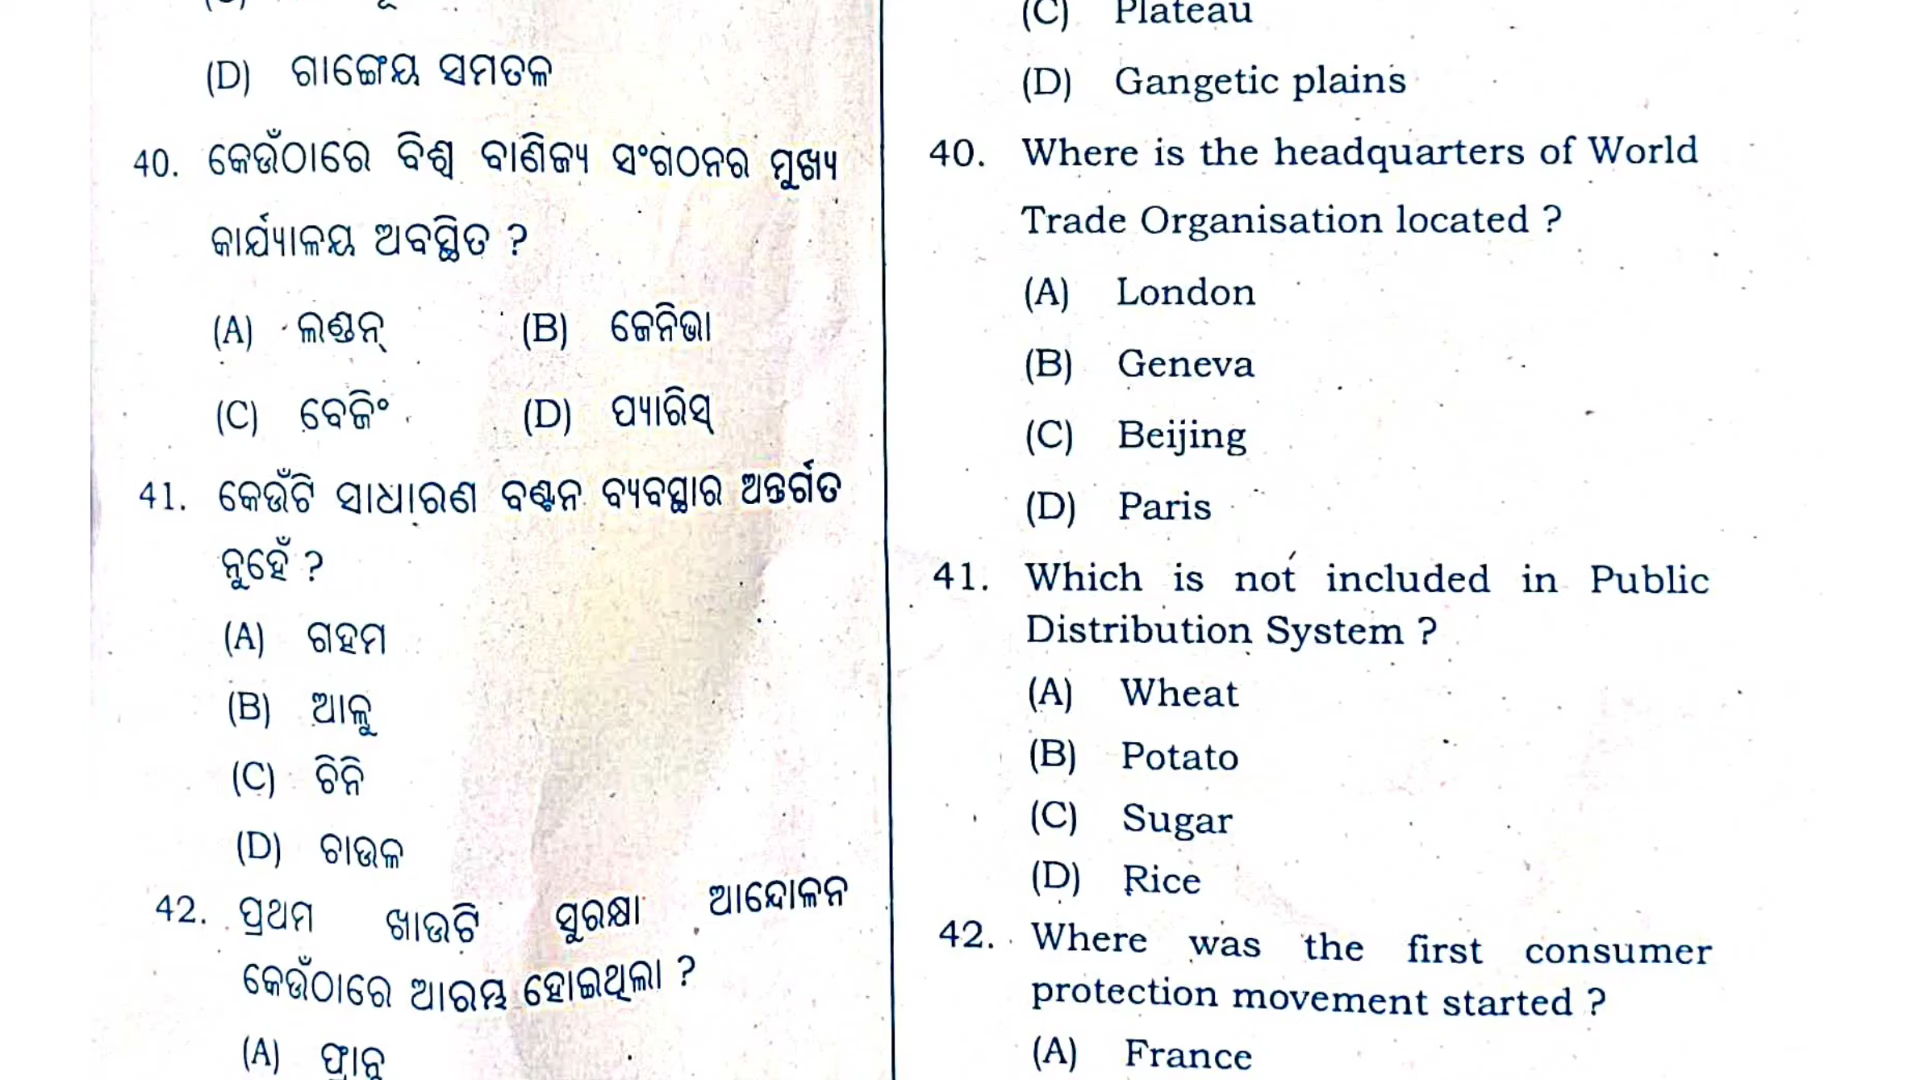 (D) ଗାଙ୍ଗେୟ ସମତଳ
40. କେଉଁଠାରେ ବିଶ୍ୱ ବାଣିଜ୍ୟ ସଂଗଠନର ମୁଖ୍ୟ
କାର୍ଯ୍ୟାଳୟ ଅବସ୍ଥିତ ?
(A) ଲଣ୍ଡନ୍ (B) ଜେନିଭା
(C) ବେଜିଂ (D) ପ୍ୟାରିସ୍
41. କେଉଁଟି ସାଧାରଣ ବଣ୍ଟନ ବ୍ୟବସ୍ଥାର ଅନ୍ତର୍ଗତ
ନୁହେଁ ?
(A) ଗହମ
(B) ଆଳୁ
(C) ଚିନି
(D) ଚାଉଳ
42. ପ୍ରଥମ ଖାଉଟି ସୁରକ୍ଷା ଆନ୍ଦୋଳନ
କେଉଁଠାରେ ଆରମ୍ଭ ହୋଇଥିଲା ?
(A) ଫ୍ରାନ୍ସ
(C) Plateau
(D) Gangetic plains
40. Where is the headquarters of World
Trade Organisation located ?
(A) London
(B) Geneva
(C) Beijing
(D) Paris
41. Which is not included in Public
Distribution System ?
(A) Wheat
(B) Potato
(C) Sugar
(D) Rice
42. Where was the first consumer
protection movement started ?
(A) France